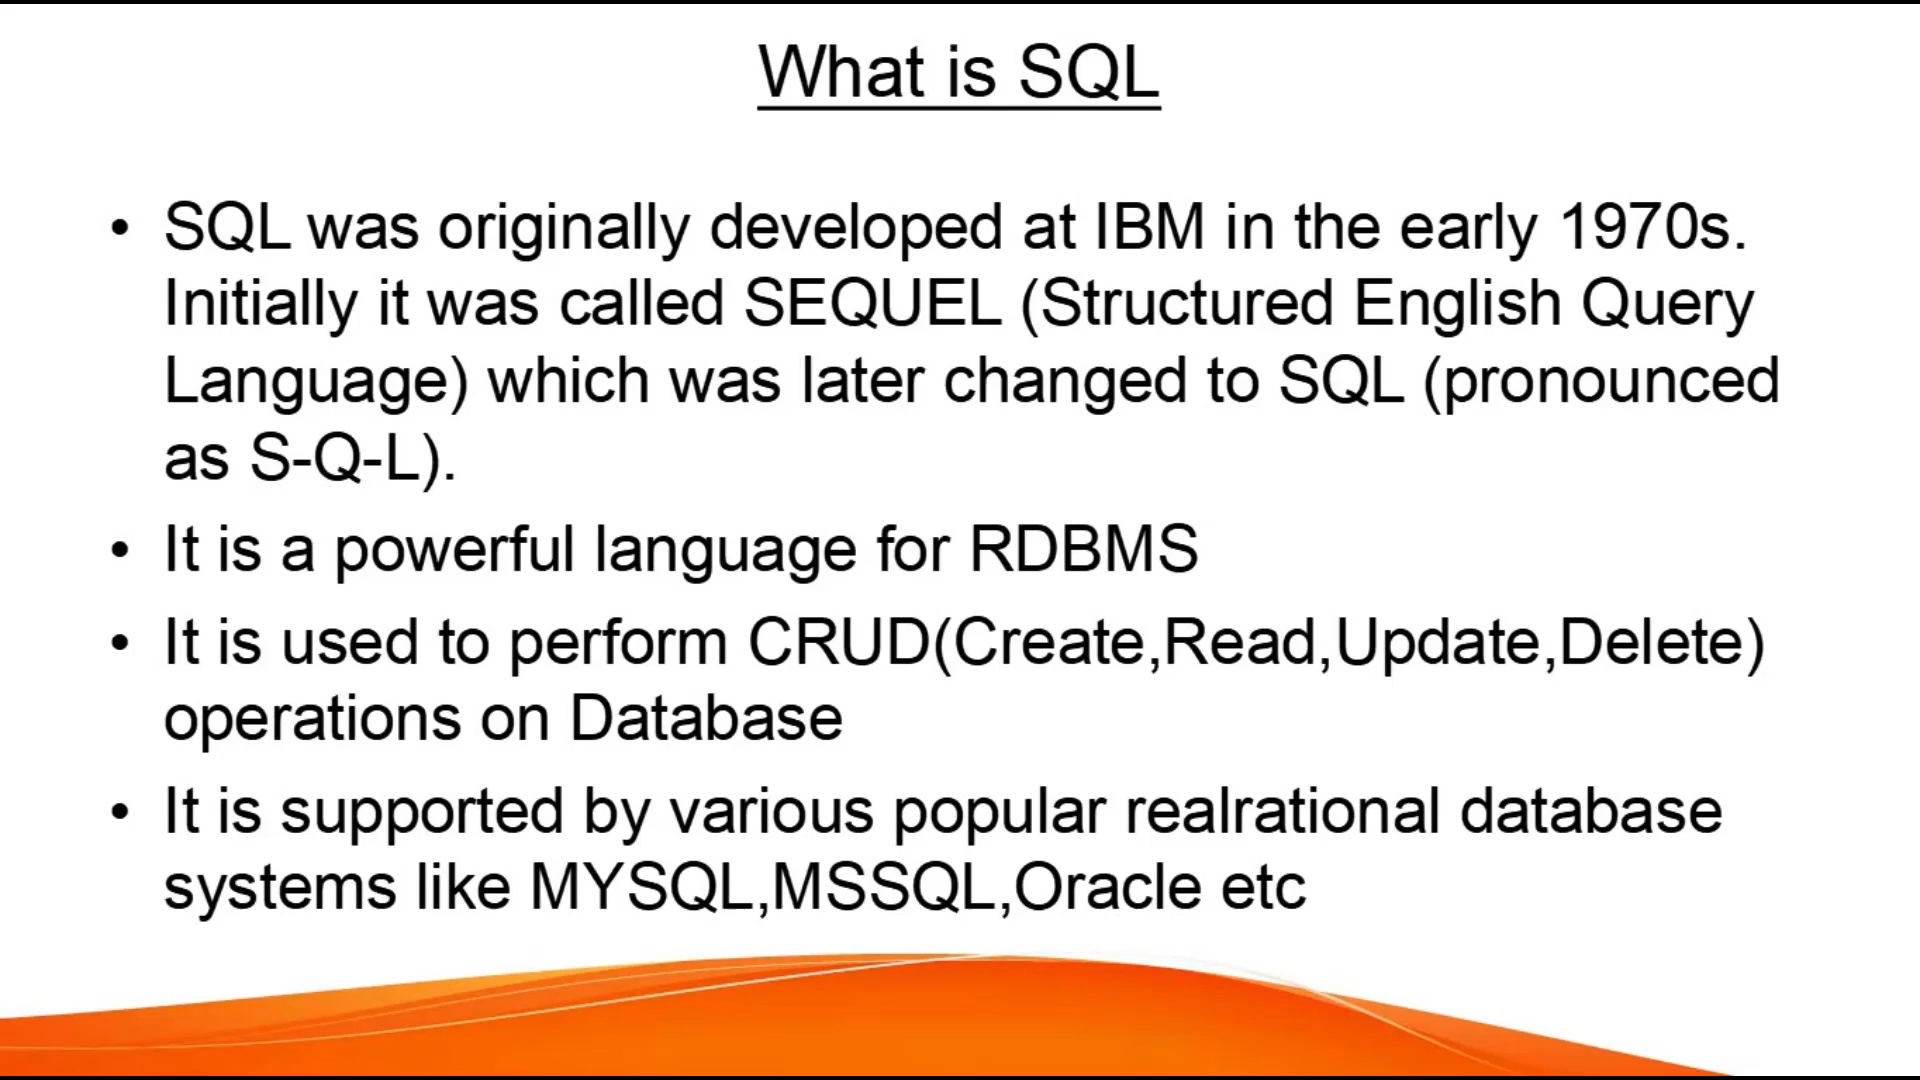 What is SQL
• SQL was originally developed at IBM in the early 1970s.
Initially it was called SEQUEL (Structured English Query
Language) which was later changed to SQL (pronounced
as S-Q-L).
• It is a powerful language for RDBMS
• It is used to perform CRUD(Create,Read,Update,Delete)
operations on Database
• It is supported by various popular realrational database
systems like MYSQL,MSSQL,Oracle etc